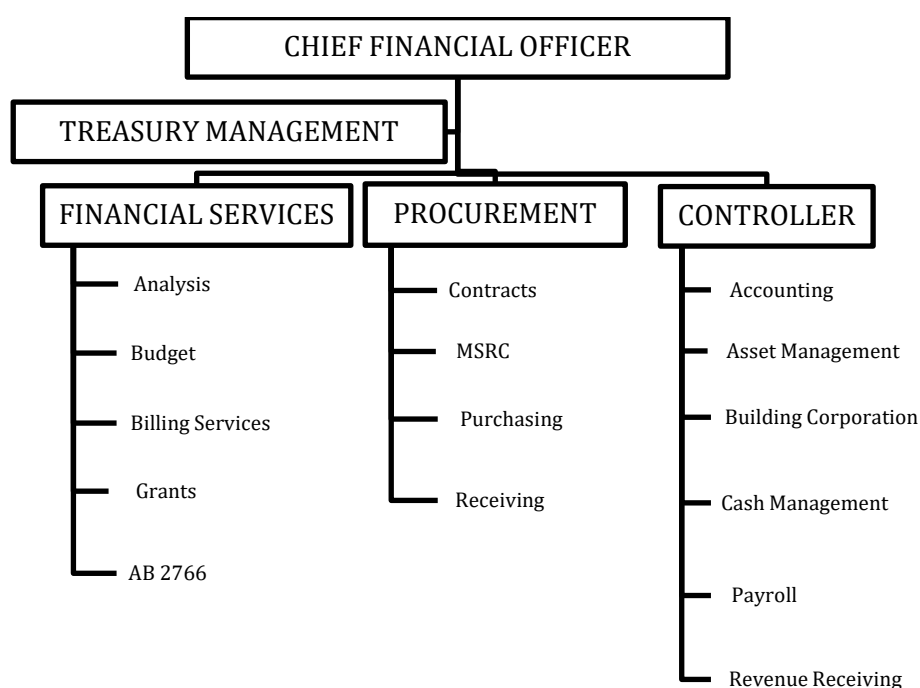 CHIEF FINANCIAL OFFICER
TREASURY MANAGEMENT
FINANCIAL SERVICES
Analysis
Budget
Billing Services
Grants
AB 2766
PROCUREMENT
Contracts
MSRC
Purchasing
Receiving
CONTROLLER
Accounting
Asset Management
Building Corporation
Cash Management
Payroll
Revenue Receiving